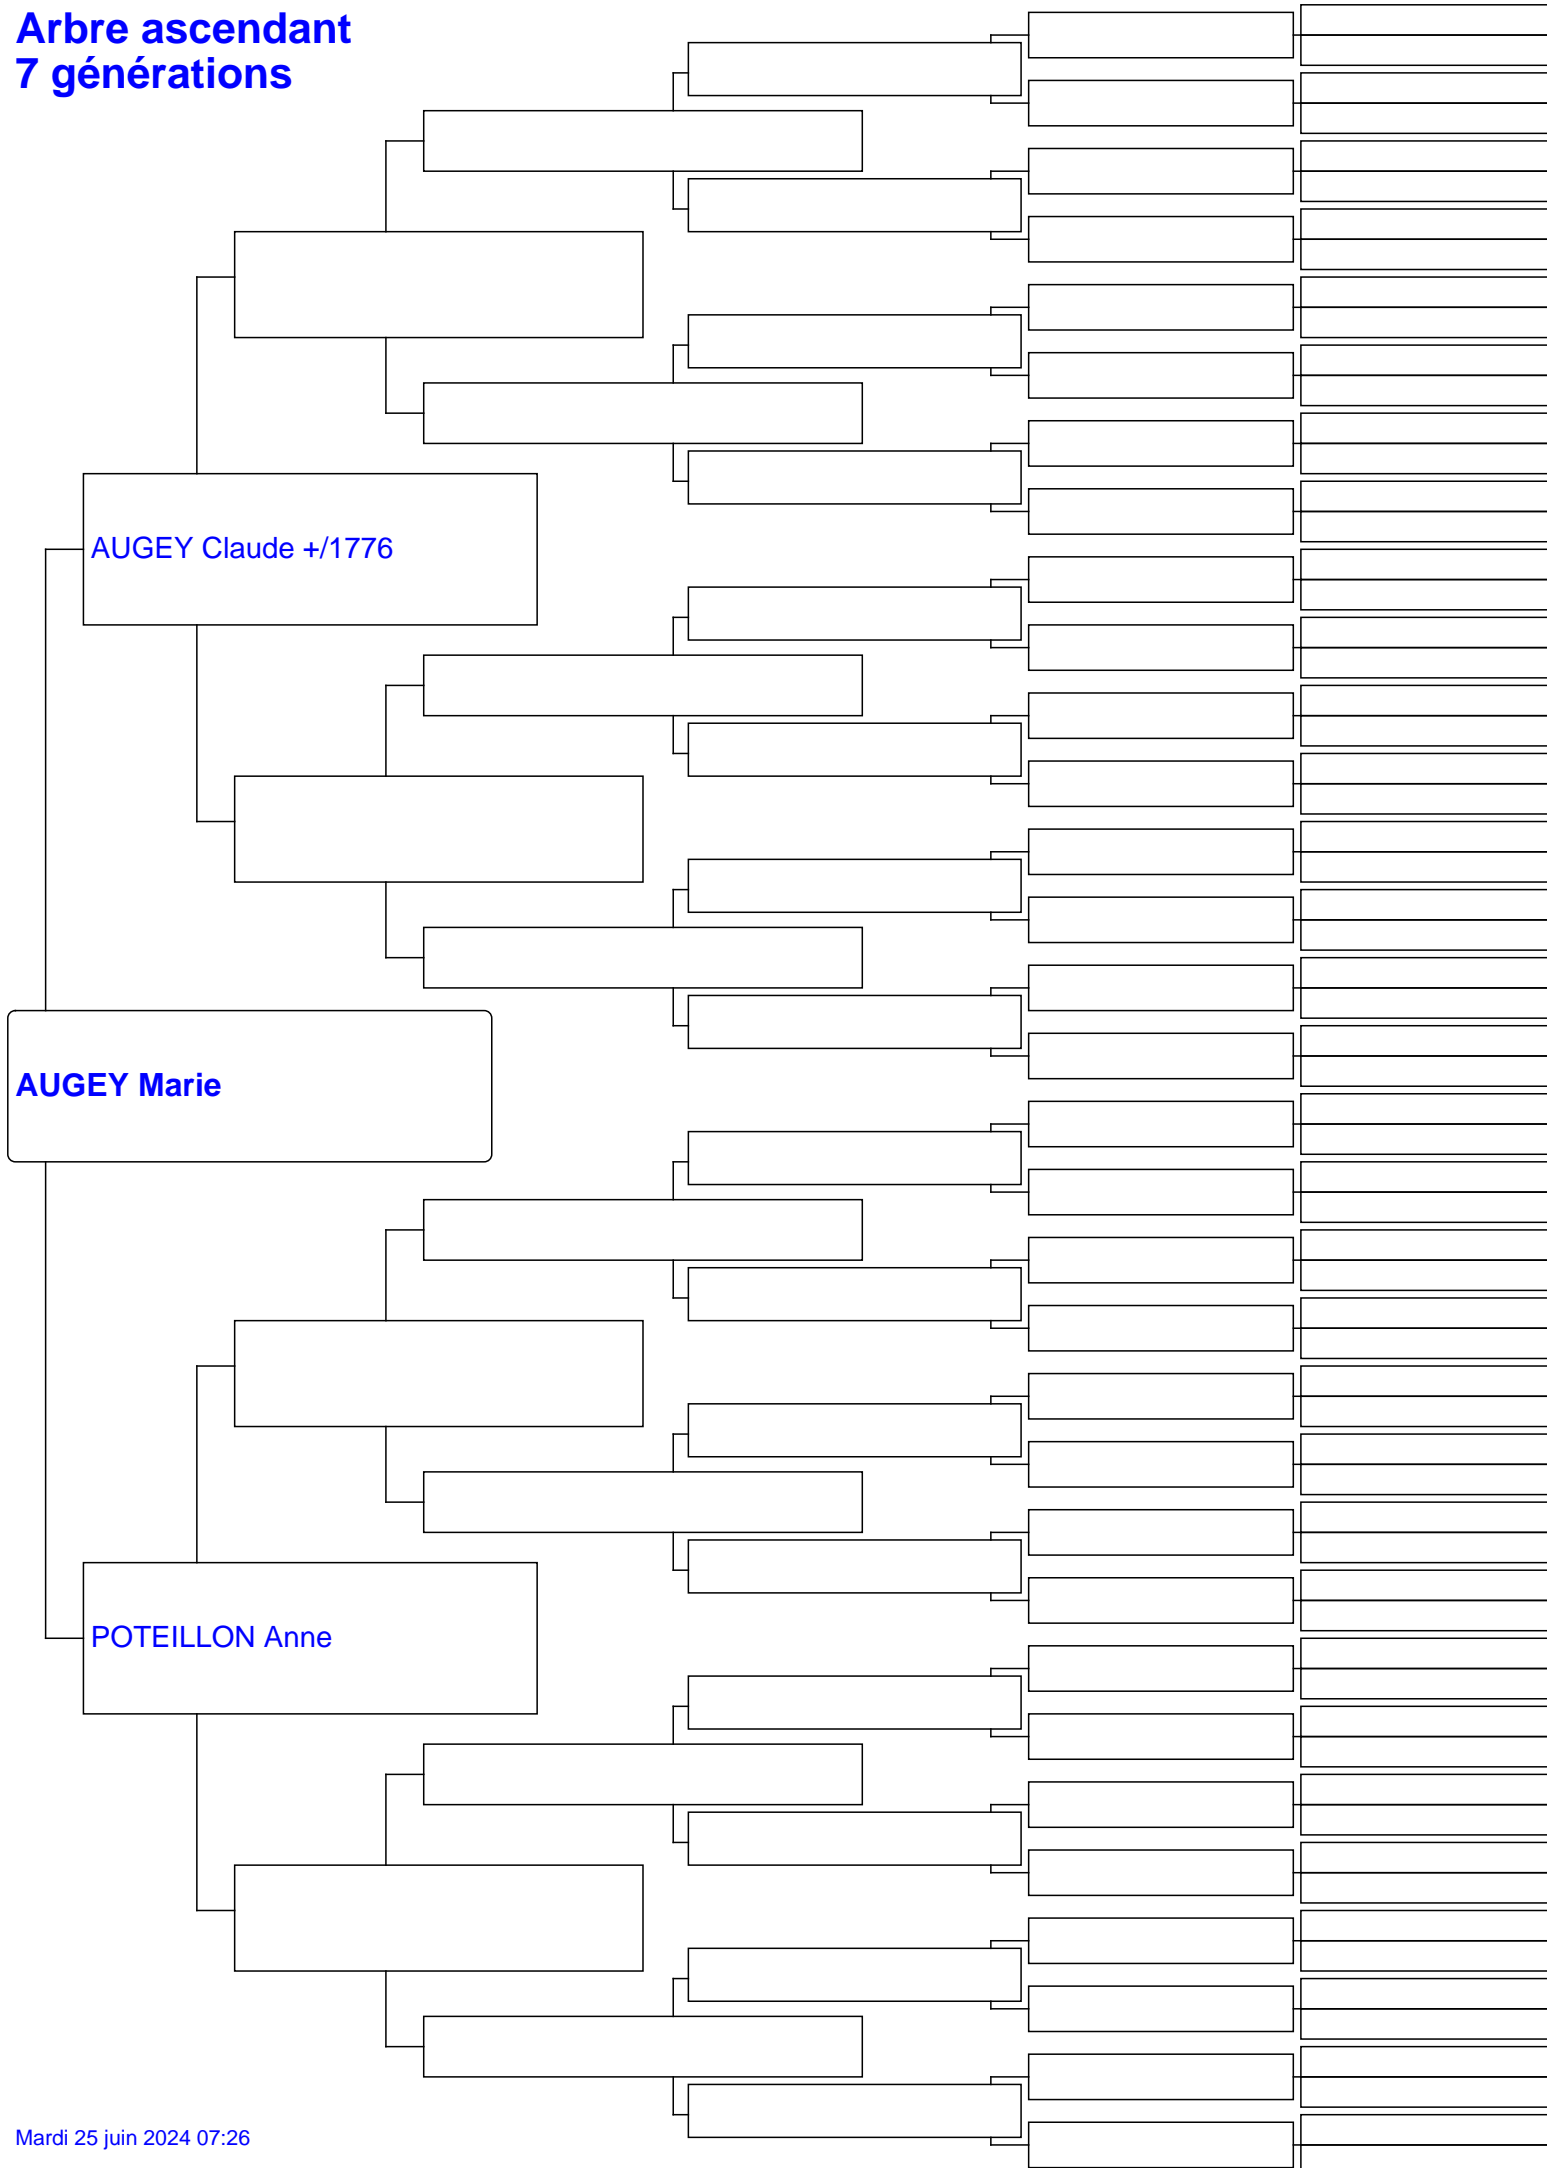 Arbre ascendant
7 générations
AUGEY Claude +/1776
AUGEY Marie
POTEILLON Anne
Mardi 25 juin 2024 07:26